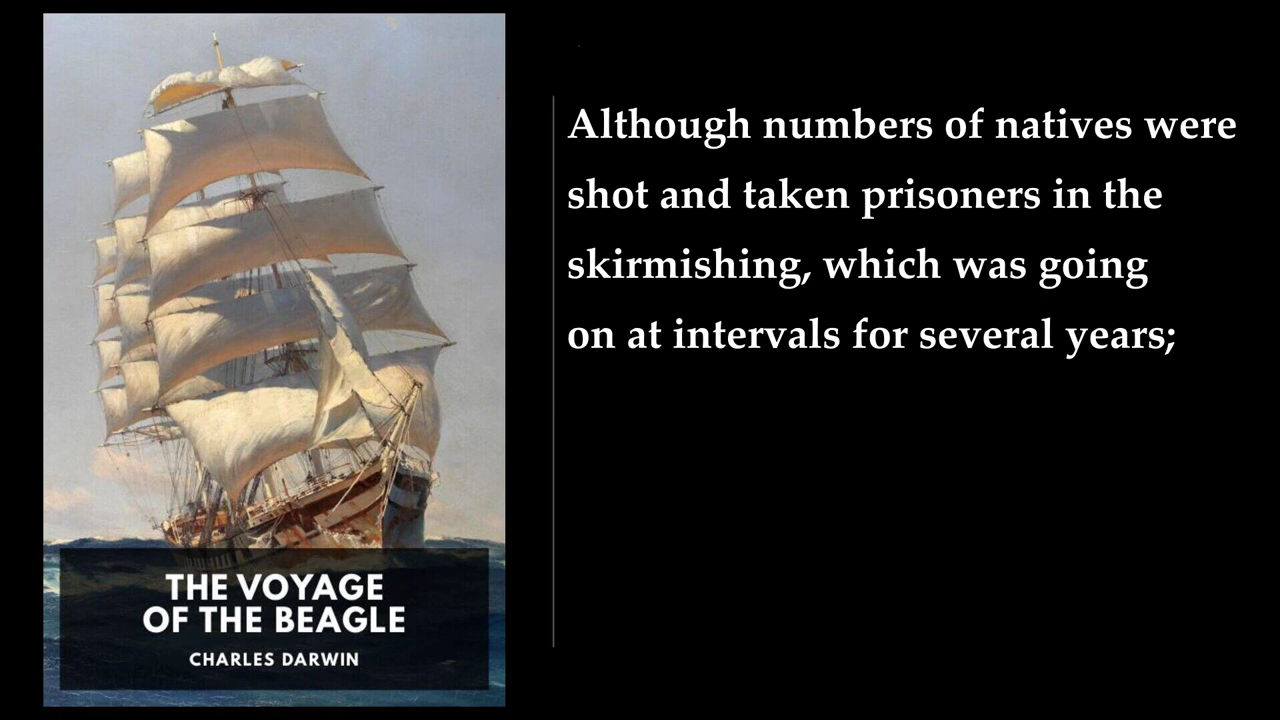 Although numbers of natives were
shot and taken prisoners in the
skirmishing, which was going
on at intervals for several years;
THE VOYAGE
OF THE BEAGLE
CHARLES DARWIN